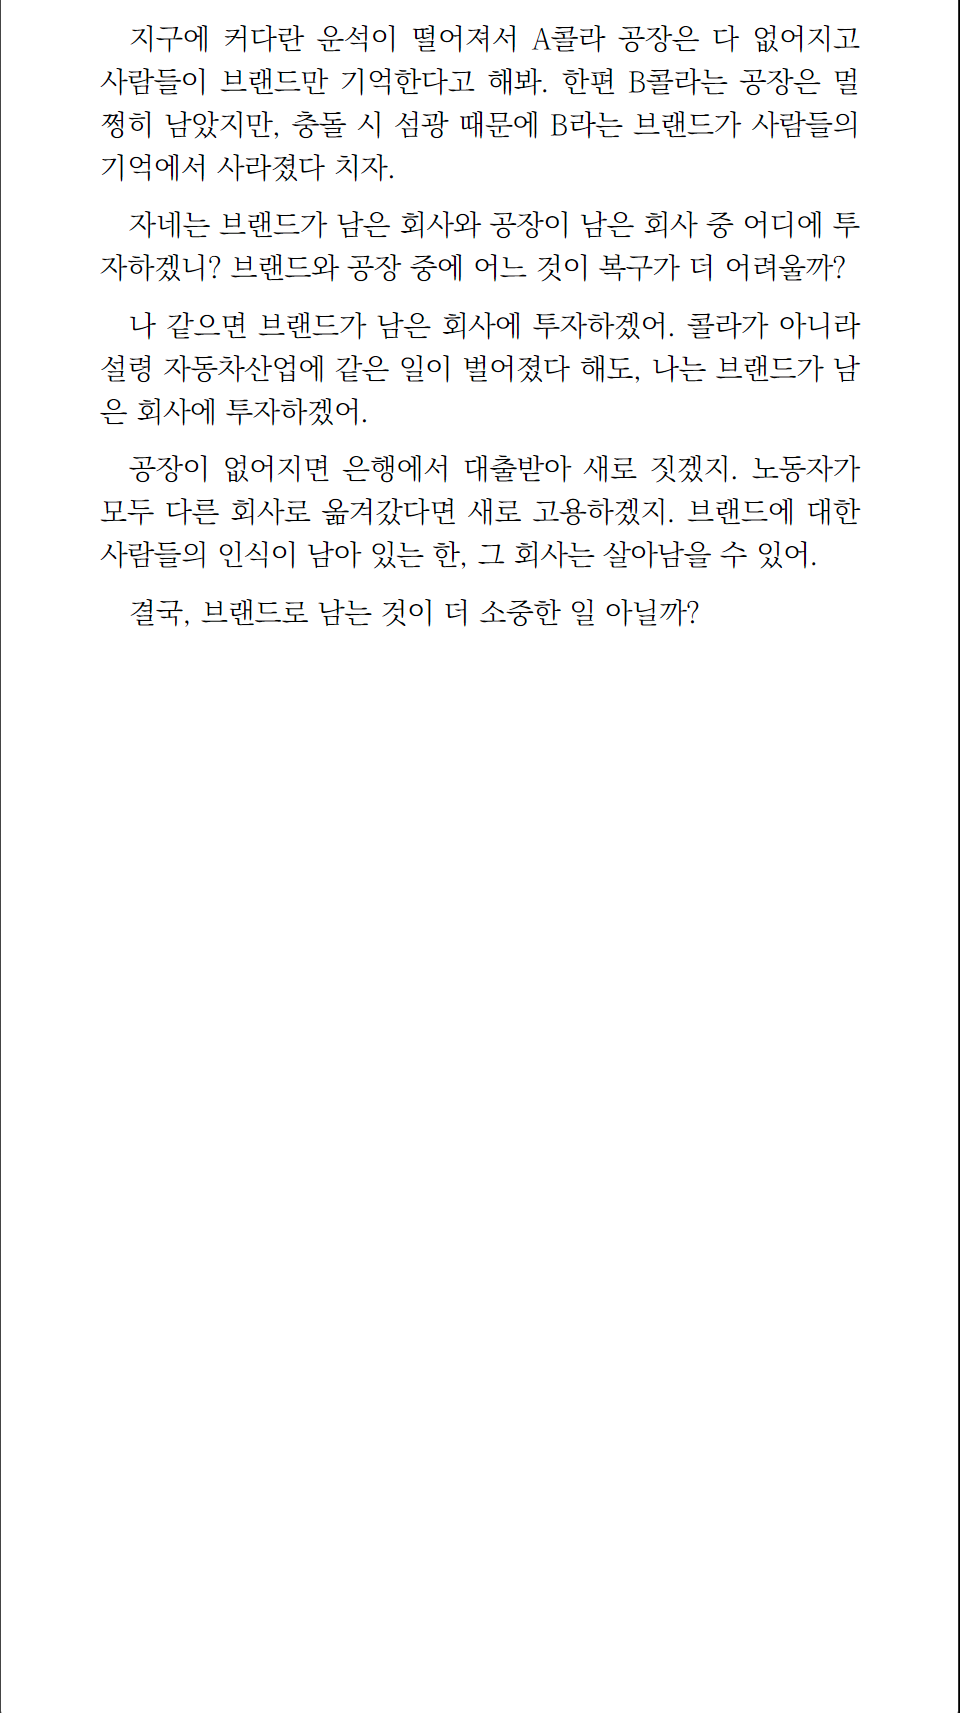 지구에 커다란 운석이 떨어져서 A콜라 공장은 다 없어지고
사람들이 브랜드만 기억한다고 해봐. 한편 B콜라는 공장은 멀
쩡히 남았지만, 충돌 시 섬광 때문에 B라는 브랜드가 사람들의
기억에서 사라졌다 치자.
자네는 브랜드가 남은 회사와 공장이 남은 회사 중 어디에 투
자하겠니? 브랜드와 공장 중에 어느 것이 복구가 더 어려울까?
나 같으면 브랜드가 남은 회사에 투자하겠어. 콜라가 아니라
설령 자동차산업에 같은 일이 벌어졌다 해도, 나는 브랜드가 남
은 회사에 투자하겠어.
공장이 없어지면 은행에서 대출받아 새로 짓겠지. 노동자가
모두 다른 회사로 옮겨갔다면 새로 고용하겠지. 브랜드에 대한
사람들의 인식이 남아 있는 한, 그 회사는 살아남을 수 있어.
결국, 브랜드로 남는 것이 더 소중한 일 아닐까?